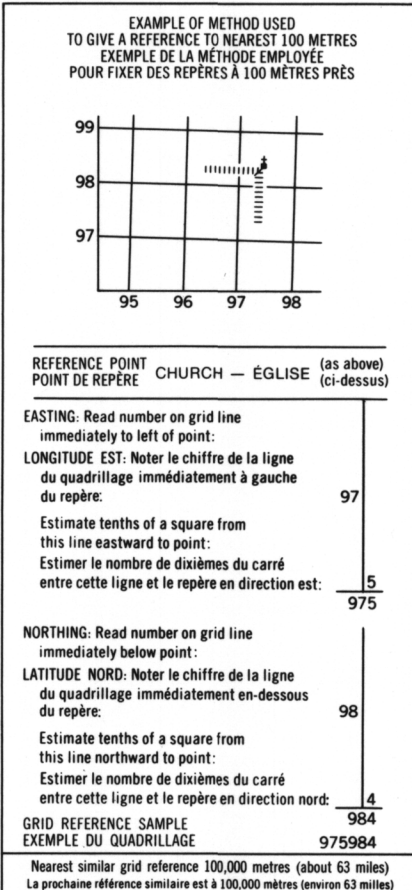 EXAMPLE OF METHOD USED
TO GIVE A REFERENCE TO NEAREST 100 METRES
EXEMPLE DE LA MÉTHODE EMPLOYÉE
POUR FIXER DES REPÈRES À 100 MÈTRES PRÈS
99
98
97
95 96 97 98
REFERENCE POINT
POINT DE REPÈRE CHURCH — ÉGLISE (as above)
(ci-dessus)
EASTING: Read number on grid line
immediately to left of point:
LONGITUDE EST: Noter le chiffre de la ligne
du quadrillage immédiatement à gauche
du repère: 97
Estimate tenths of a square from
this line eastward to point:
Estimer le nombre de dixièmes du carré
entre cette ligne et le repère en direction est: 5
975
NORTHING: Read number on grid line
immediately below point:
LATITUDE NORD: Noter le chiffre de la ligne
du quadrillage immédiatement en-dessous
du repère: 98
Estimate tenths of a square from
this line northward to point:
Estimer le nombre de dixièmes du carré
entre cette ligne et le repère en direction nord: 4
984
GRID REFERENCE SAMPLE
EXEMPLE DU QUADRILLAGE 975984
Nearest similar grid reference 100,000 metres (about 63 miles)
La prochaine référence similaire est à 100,000 mètres (environ 63 miles)